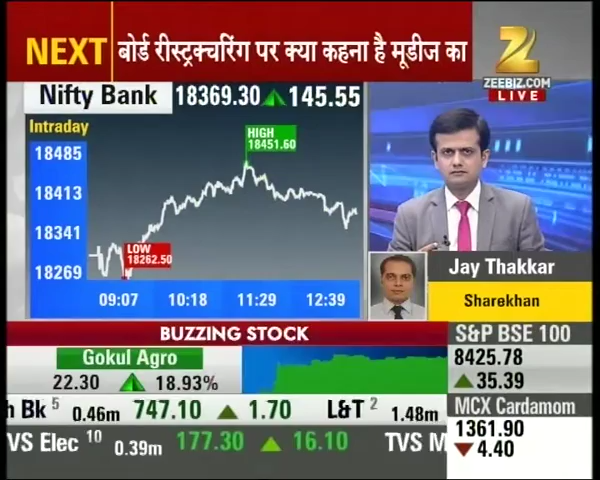 NEXT
बोर्ड रीस्ट्रक्चरिंग पर क्या कहना है मूडीज का
ZEEBIZ.COM
LIVE
Nifty Bank 18369.30 ▲ 145.55
Intraday
HIGH
18451.60
18485
18413
18341
18269
LOW
18262.50
09:07 10:18 11:29 12:39
Jay Thakkar
Sharekhan
BUZZING STOCK
Gokul Agro
22.30 ▲ 18.93%
S&P BSE 100
8425.78
▲ 35.39
MCX Cardamom
1361.90
▼ 4.40
h Bk 5 0.46m 747.10 ▲ 1.70 L&T 2 1.48m
VS Elec 10 0.39m 177.30 ▲ 16.10 TVS M